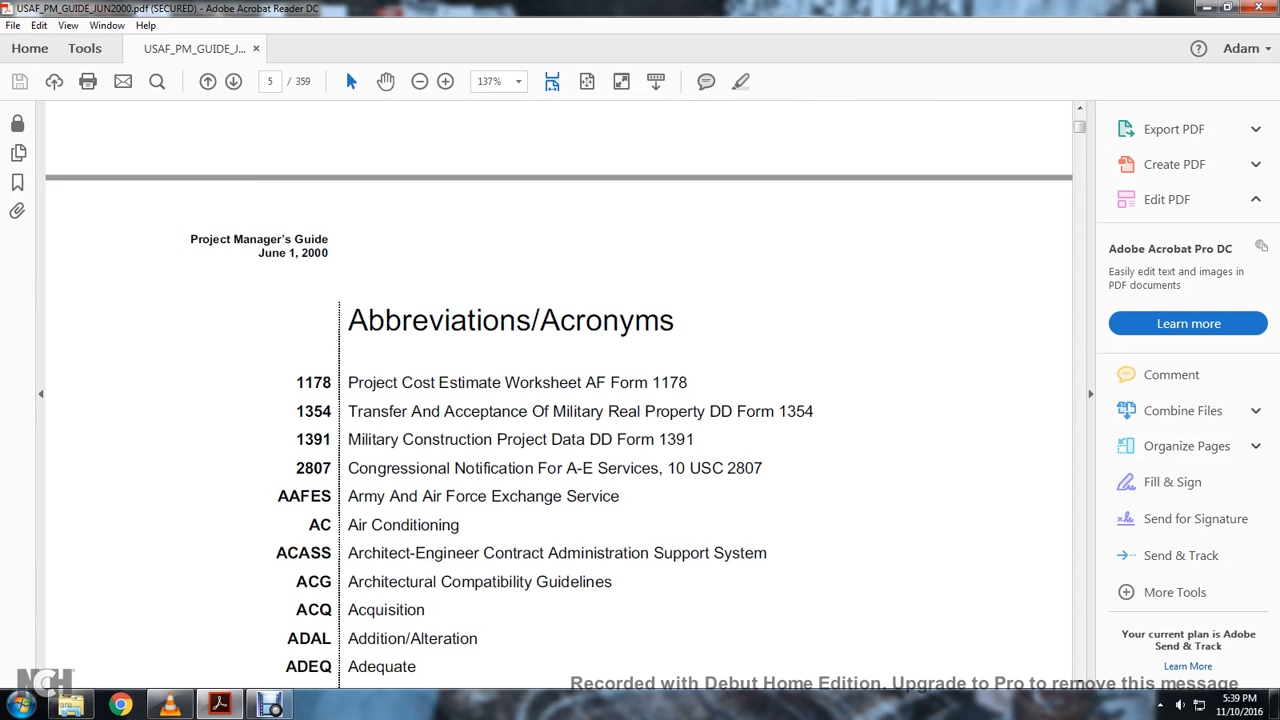 USAF_PM_GUIDE_JUN2000.pdf (SECURED) - Adobe Acrobat Reader DC
File Edit View Window Help
Home Tools USAF_PM_GUIDE_J... × Adam
5 / 359 137%
Project Manager's Guide
June 1, 2000
Abbreviations/Acronyms
1178 Project Cost Estimate Worksheet AF Form 1178
1354 Transfer And Acceptance Of Military Real Property DD Form 1354
1391 Military Construction Project Data DD Form 1391
2807 Congressional Notification For A-E Services, 10 USC 2807
AAFES Army And Air Force Exchange Service
AC Air Conditioning
ACASS Architect-Engineer Contract Administration Support System
ACG Architectural Compatibility Guidelines
ACQ Acquisition
ADAL Addition/Alteration
ADEQ Adequate
Export PDF
Create PDF
Edit PDF
Adobe Acrobat Pro DC
Easily edit text and images in
PDF documents
Learn more
Comment
Combine Files
Organize Pages
Fill & Sign
Send for Signature
Send & Track
More Tools
Your current plan is Adobe
Send & Track
Learn More
NCH
Recorded with Debut Home Edition. Upgrade to Pro to remove this message
5:39 PM
11/10/2016